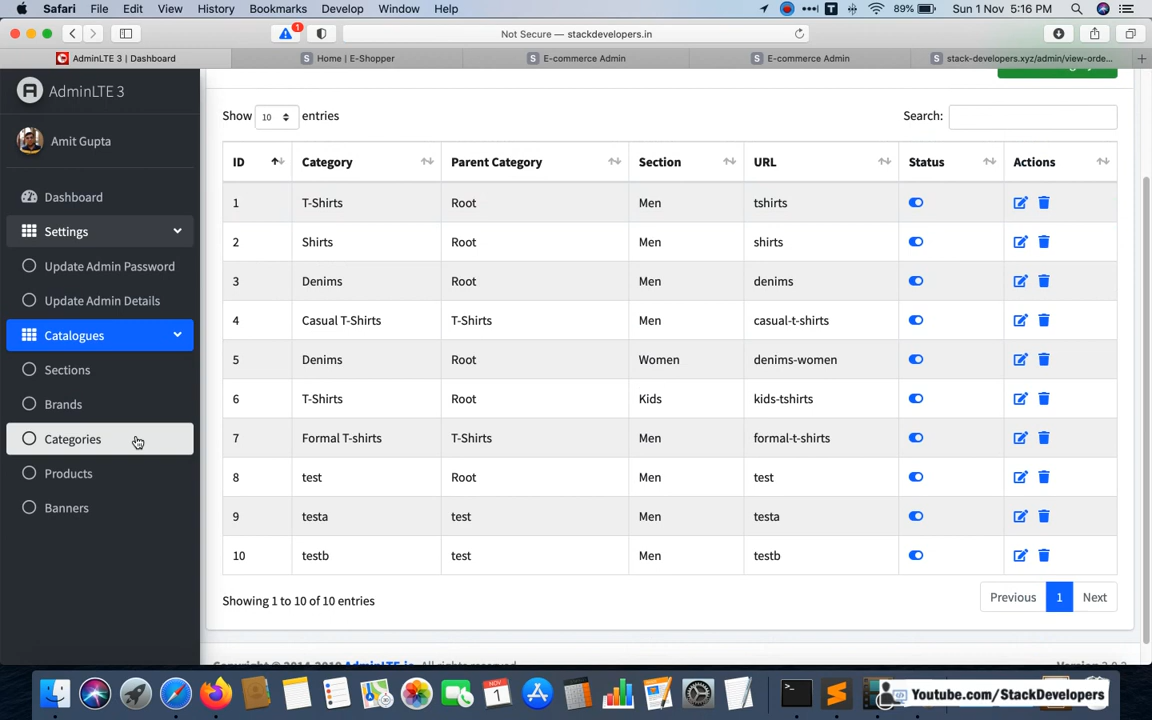 Safari File Edit View History Bookmarks Develop Window Help 89% Sun 1 Nov 5:16 PM
1
Not Secure — stackdevelopers.in
AdminLTE 3 | Dashboard
Home | E-Shopper
E-commerce Admin
E-commerce Admin
stack-developers.xyz/admin/view-orde...
AdminLTE 3
Amit Gupta
Dashboard
Settings
Update Admin Password
Update Admin Details
Catalogues
Sections
Brands
Categories
Products
Banners
Show 10 entries
Search:
ID Category Parent Category Section URL Status Actions
1 T-Shirts Root Men tshirts
2 Shirts Root Men shirts
3 Denims Root Men denims
4 Casual T-Shirts T-Shirts Men casual-t-shirts
5 Denims Root Women denims-women
6 T-Shirts Root Kids kids-tshirts
7 Formal T-shirts T-Shirts Men formal-t-shirts
8 test Root Men test
9 testa test Men testa
10 testb test Men testb
Showing 1 to 10 of 10 entries
Previous 1 Next
Youtube.com/StackDevelopers